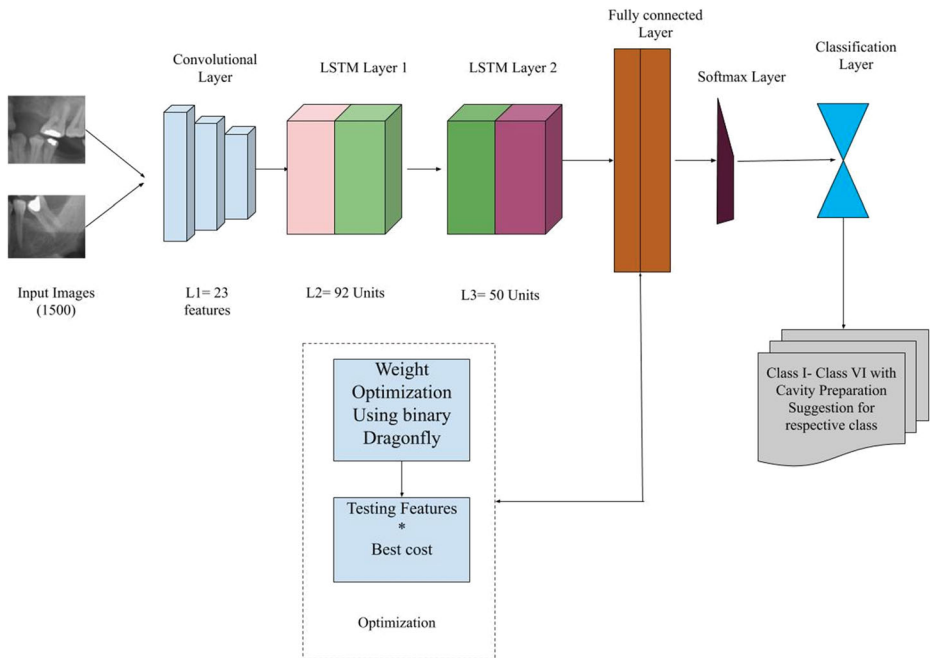 Fully connected
Layer
Convolutional
Layer
LSTM Layer 1
LSTM Layer 2
Softmax Layer
Classification
Layer
Input Images
(1500)
L1= 23
features
L2= 92 Units
L3= 50 Units
Weight
Optimization
Using binary
Dragonfly
Testing Features
*
Best cost
Optimization
Class I- Class VI with
Cavity Preparation
Suggestion for
respective class